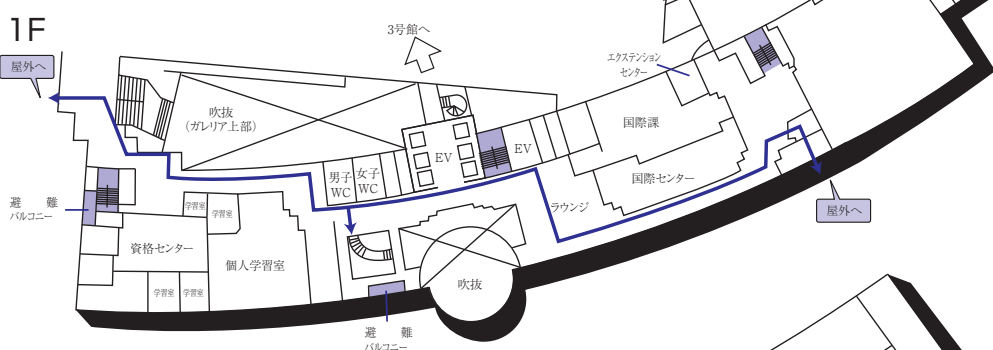 1F
屋外へ
3号館へ
エクステンション
センター
吹抜
(ガレリア上部)
国際課
EV
EV
男子
WC
女子
WC
国際センター
ラウンジ
屋外へ
避 難
バルコニー
学習室
学習室
資格センター
個人学習室
学習室
学習室
吹抜
避 難
バルコニー